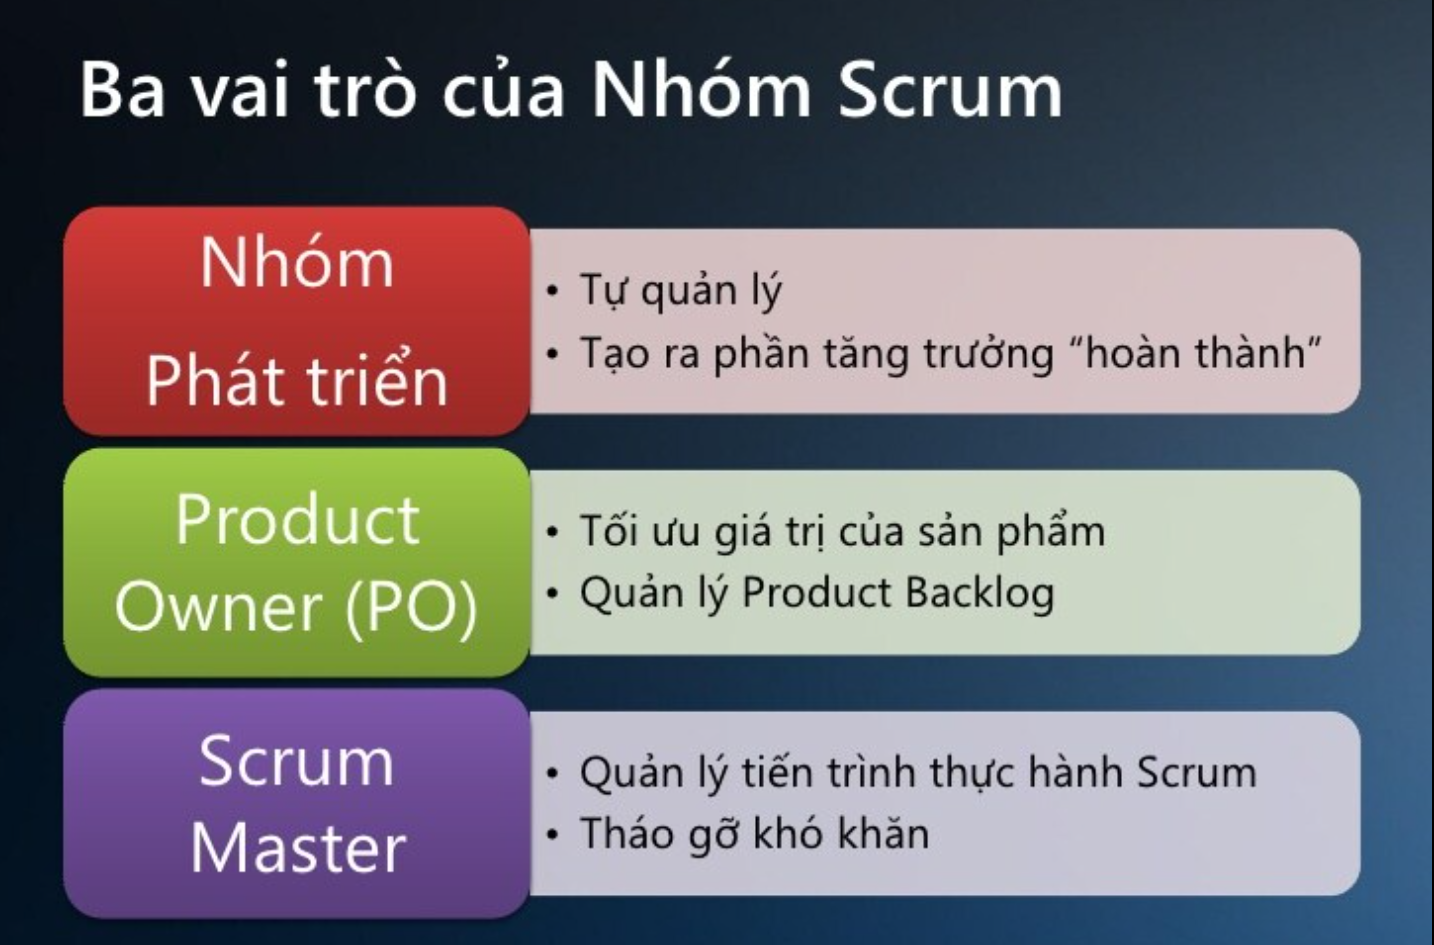 Ba vai trò của Nhóm Scrum
Nhóm
Phát triển
• Tự quản lý
• Tạo ra phần tăng trưởng “hoàn thành”
Product
Owner (PO)
• Tối ưu giá trị của sản phẩm
• Quản lý Product Backlog
Scrum
Master
• Quản lý tiến trình thực hành Scrum
• Tháo gỡ khó khăn